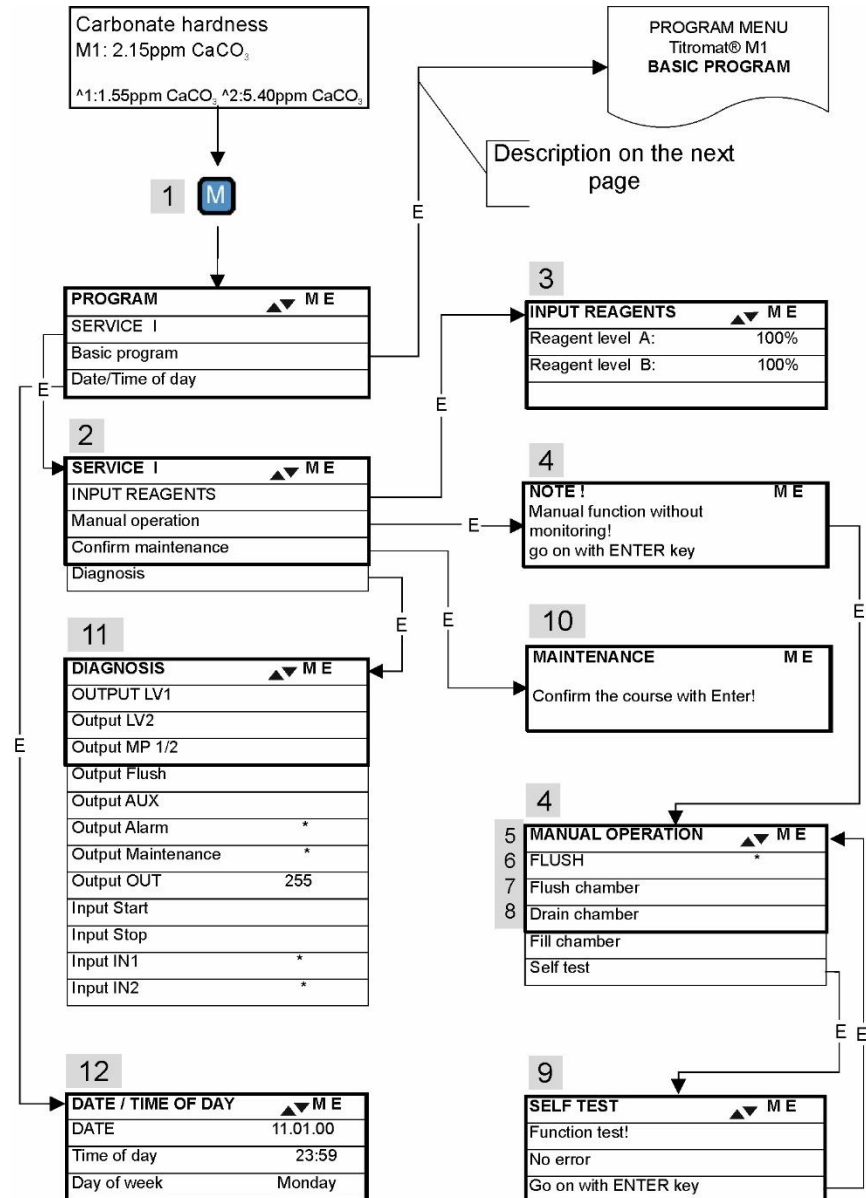 Carbonate hardness
M1: 2.15ppm CaCO₃
^1:1.55ppm CaCO₃ ^2:5.40ppm CaCO₃
PROGRAM MENU
Titromat® M1
BASIC PROGRAM
Description on the next
page
1 M
E
PROGRAM ▲▼ M E
SERVICE I
Basic program
Date/Time of day
E
3
INPUT REAGENTS ▲▼ M E
Reagent level A: 100%
Reagent level B: 100%
E
2
SERVICE I ▲▼ M E
INPUT REAGENTS
Manual operation
Confirm maintenance
Diagnosis
E
4
NOTE ! M E
Manual function without
monitoring!
go on with ENTER key
E
E
E
10
MAINTENANCE M E
Confirm the course with Enter!
11
DIAGNOSIS ▲▼ M E
OUTPUT LV1
Output LV2
Output MP 1/2
Output Flush
Output AUX
Output Alarm *
Output Maintenance *
Output OUT 255
Input Start
Input Stop
Input IN1 *
Input IN2 *
E
4
5 MANUAL OPERATION ▲▼ M E
6 FLUSH *
7 Flush chamber
8 Drain chamber
Fill chamber
Self test
E E
12
DATE / TIME OF DAY ▲▼ M E
DATE 11.01.00
Time of day 23:59
Day of week Monday
9
SELF TEST ▲▼ M E
Function test!
No error
Go on with ENTER key